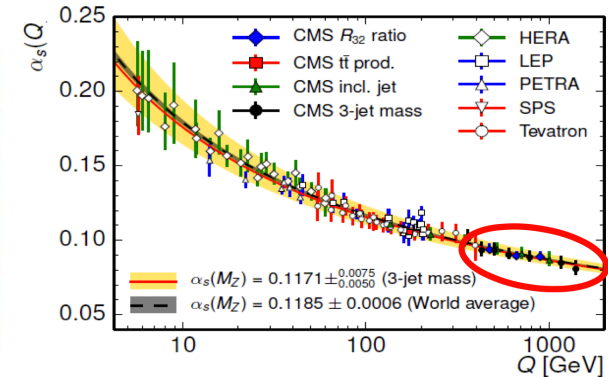 0.25
0.20
0.15
0.10
0.05
αs(Q
CMS R32 ratio
CMS tt̄ prod.
CMS incl. jet
CMS 3-jet mass
HERA
LEP
PETRA
SPS
Tevatron
αs(MZ) = 0.1171 ±0.0075 0.0050 (3-jet mass)
αs(MZ) = 0.1185 ± 0.0006 (World average)
10 100 1000
Q [GeV]